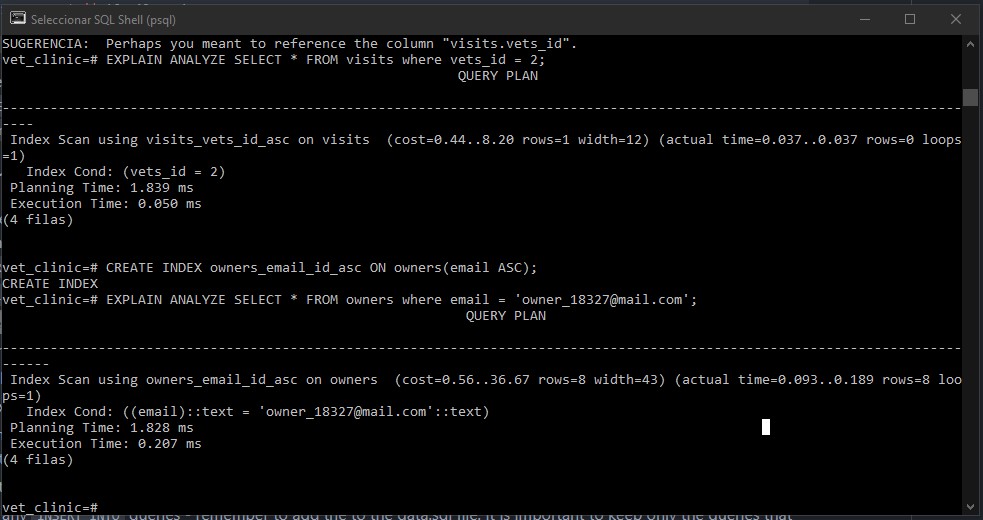 Seleccionar SQL Shell (psql)
SUGERENCIA:  Perhaps you meant to reference the column "visits.vets_id".
vet_clinic=# EXPLAIN ANALYZE SELECT * FROM visits where vets_id = 2;
QUERY PLAN
------------------------------------------------------------------------------------------------------------------------
----
Index Scan using visits_vets_id_asc on visits  (cost=0.44..8.20 rows=1 width=12) (actual time=0.037..0.037 rows=0 loops
=1)
Index Cond: (vets_id = 2)
Planning Time: 1.839 ms
Execution Time: 0.050 ms
(4 filas)
vet_clinic=# CREATE INDEX owners_email_id_asc ON owners(email ASC);
CREATE INDEX
vet_clinic=# EXPLAIN ANALYZE SELECT * FROM owners where email = 'owner_18327@mail.com';
QUERY PLAN
------------------------------------------------------------------------------------------------------------------------
------
Index Scan using owners_email_id_asc on owners  (cost=0.56..36.67 rows=8 width=43) (actual time=0.093..0.189 rows=8 loo
ps=1)
Index Cond: ((email)::text = 'owner_18327@mail.com'::text)
Planning Time: 1.828 ms
Execution Time: 0.207 ms
(4 filas)
vet_clinic=#
any INSERT INTO queries - remember to add the to the data.sql file. It is important to keep only the queries that